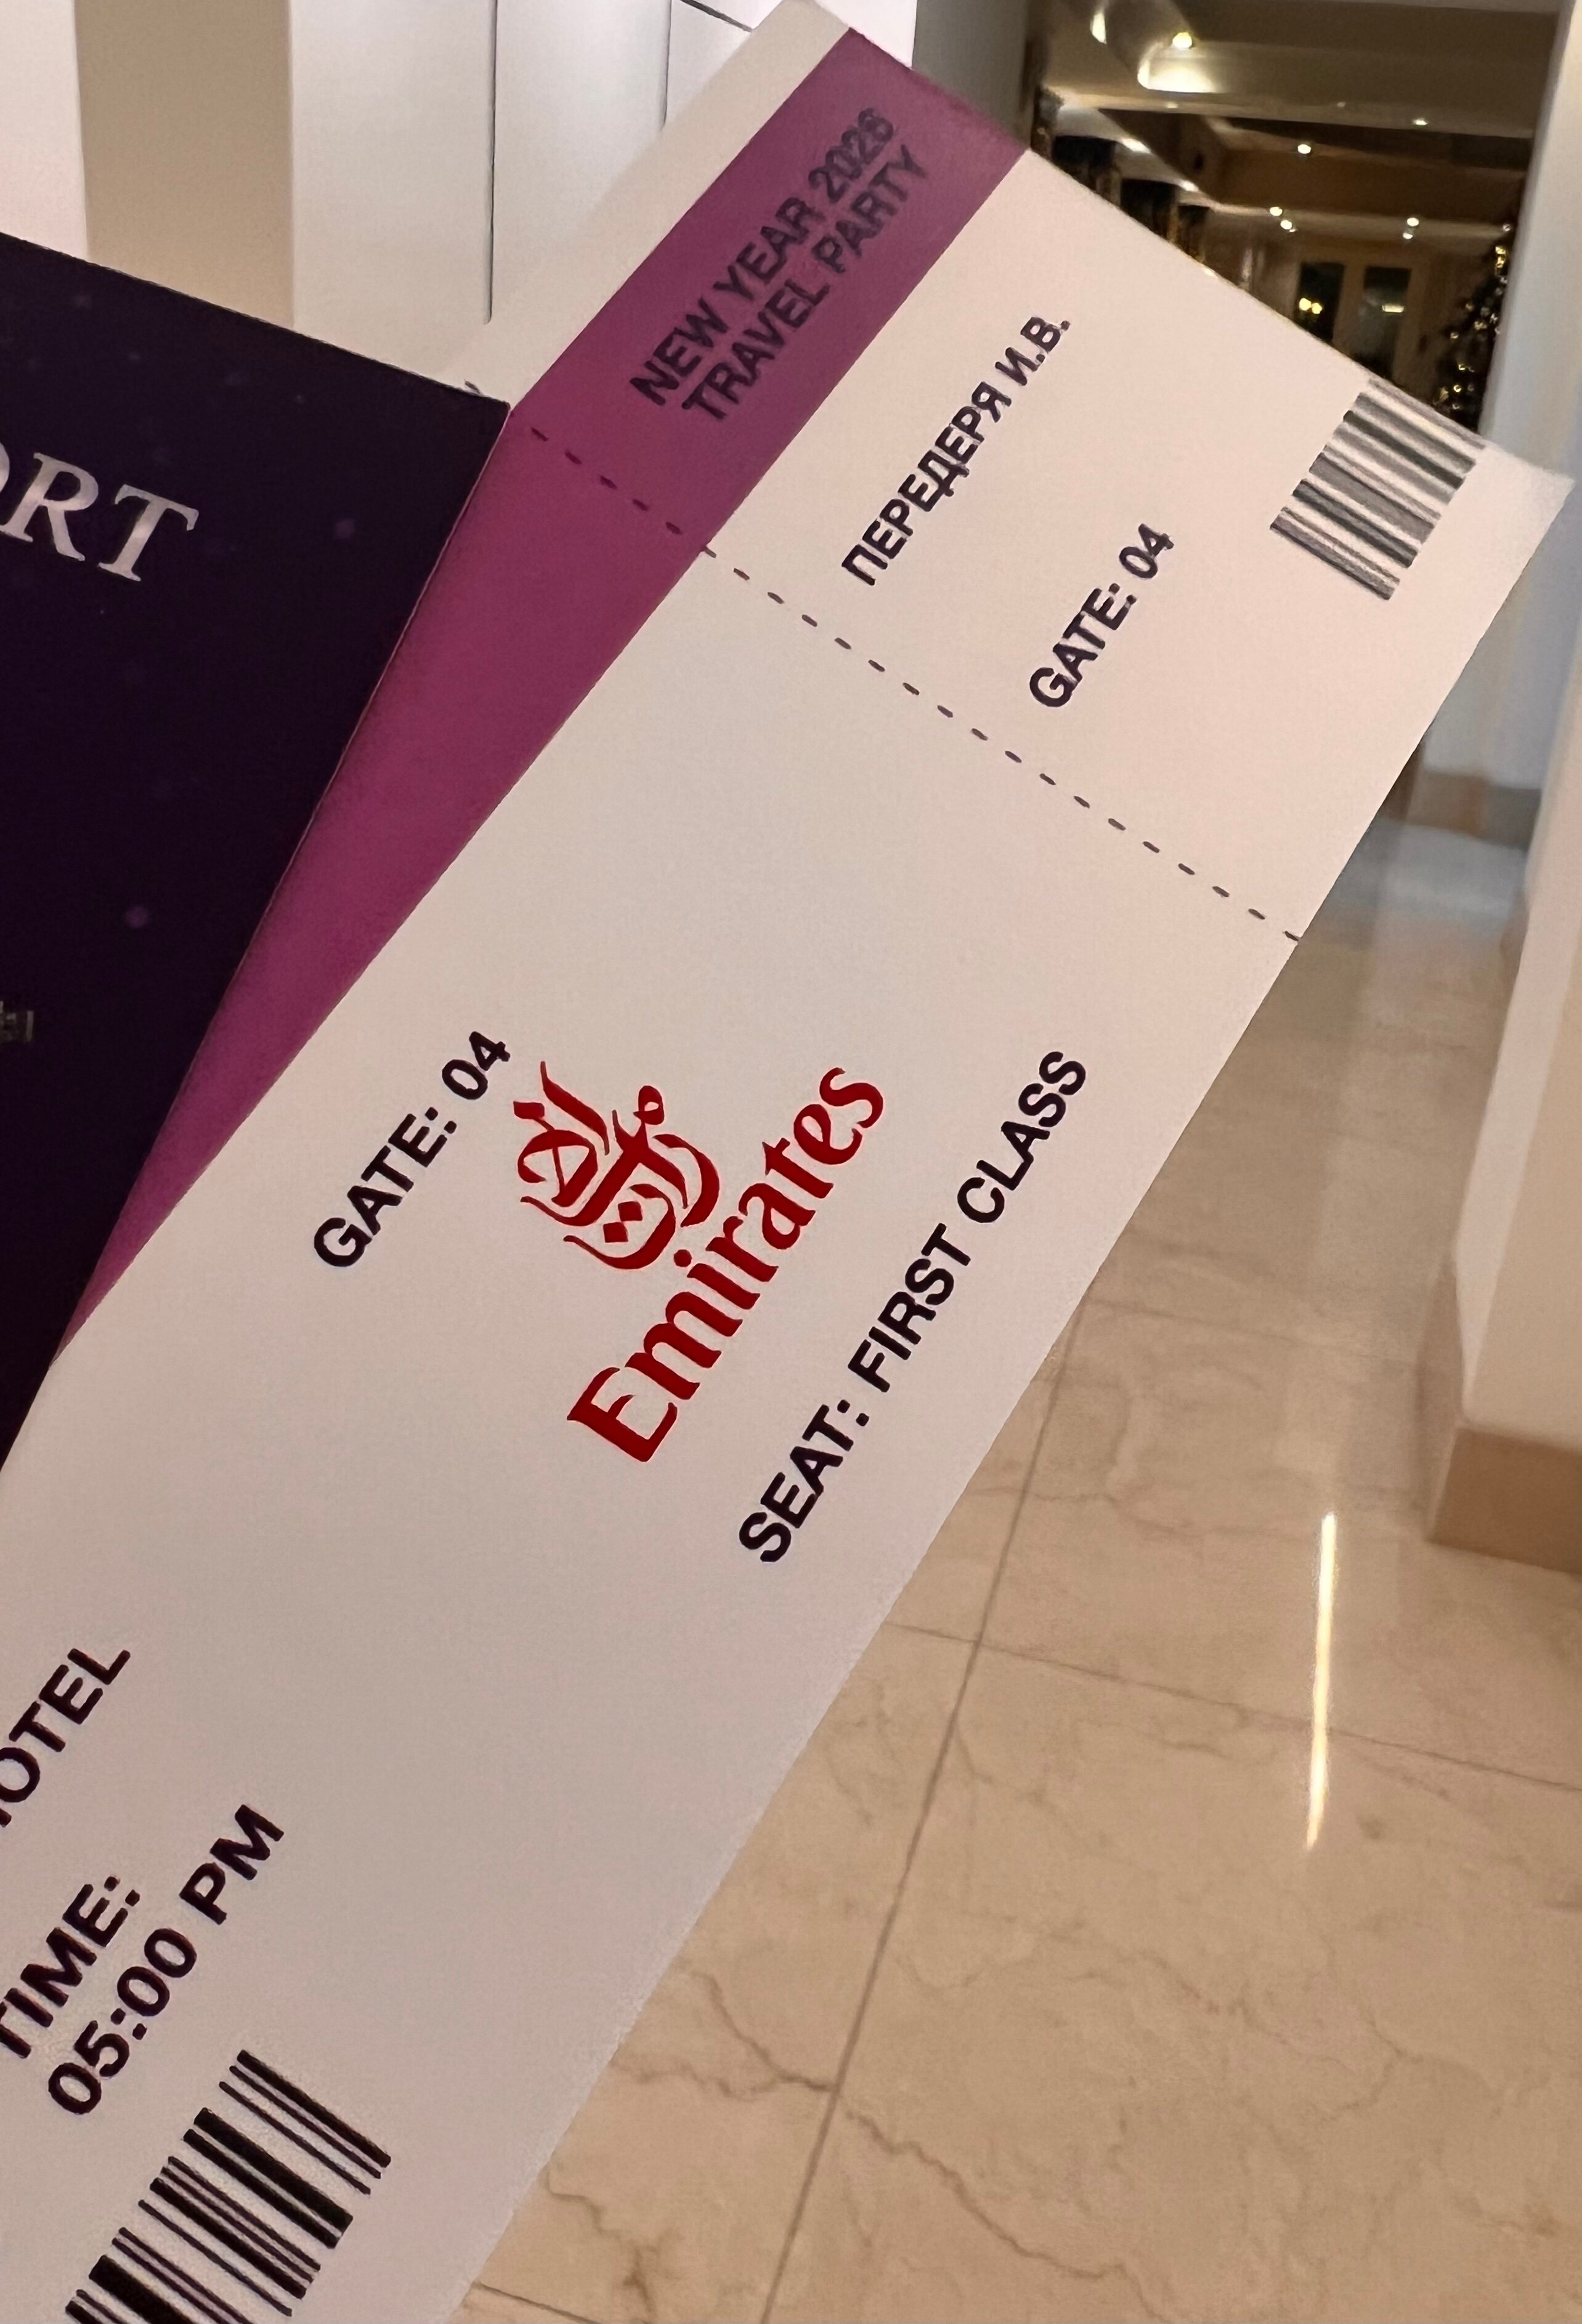 ORT
NEW YEAR 2026
TRAVEL PARTY
ПЕРЕДЕРЯ И.В.
GATE: 04
GATE: 04
الإمارات
Emirates
SEAT: FIRST CLASS
HOTEL
TIME:
05:00 PM